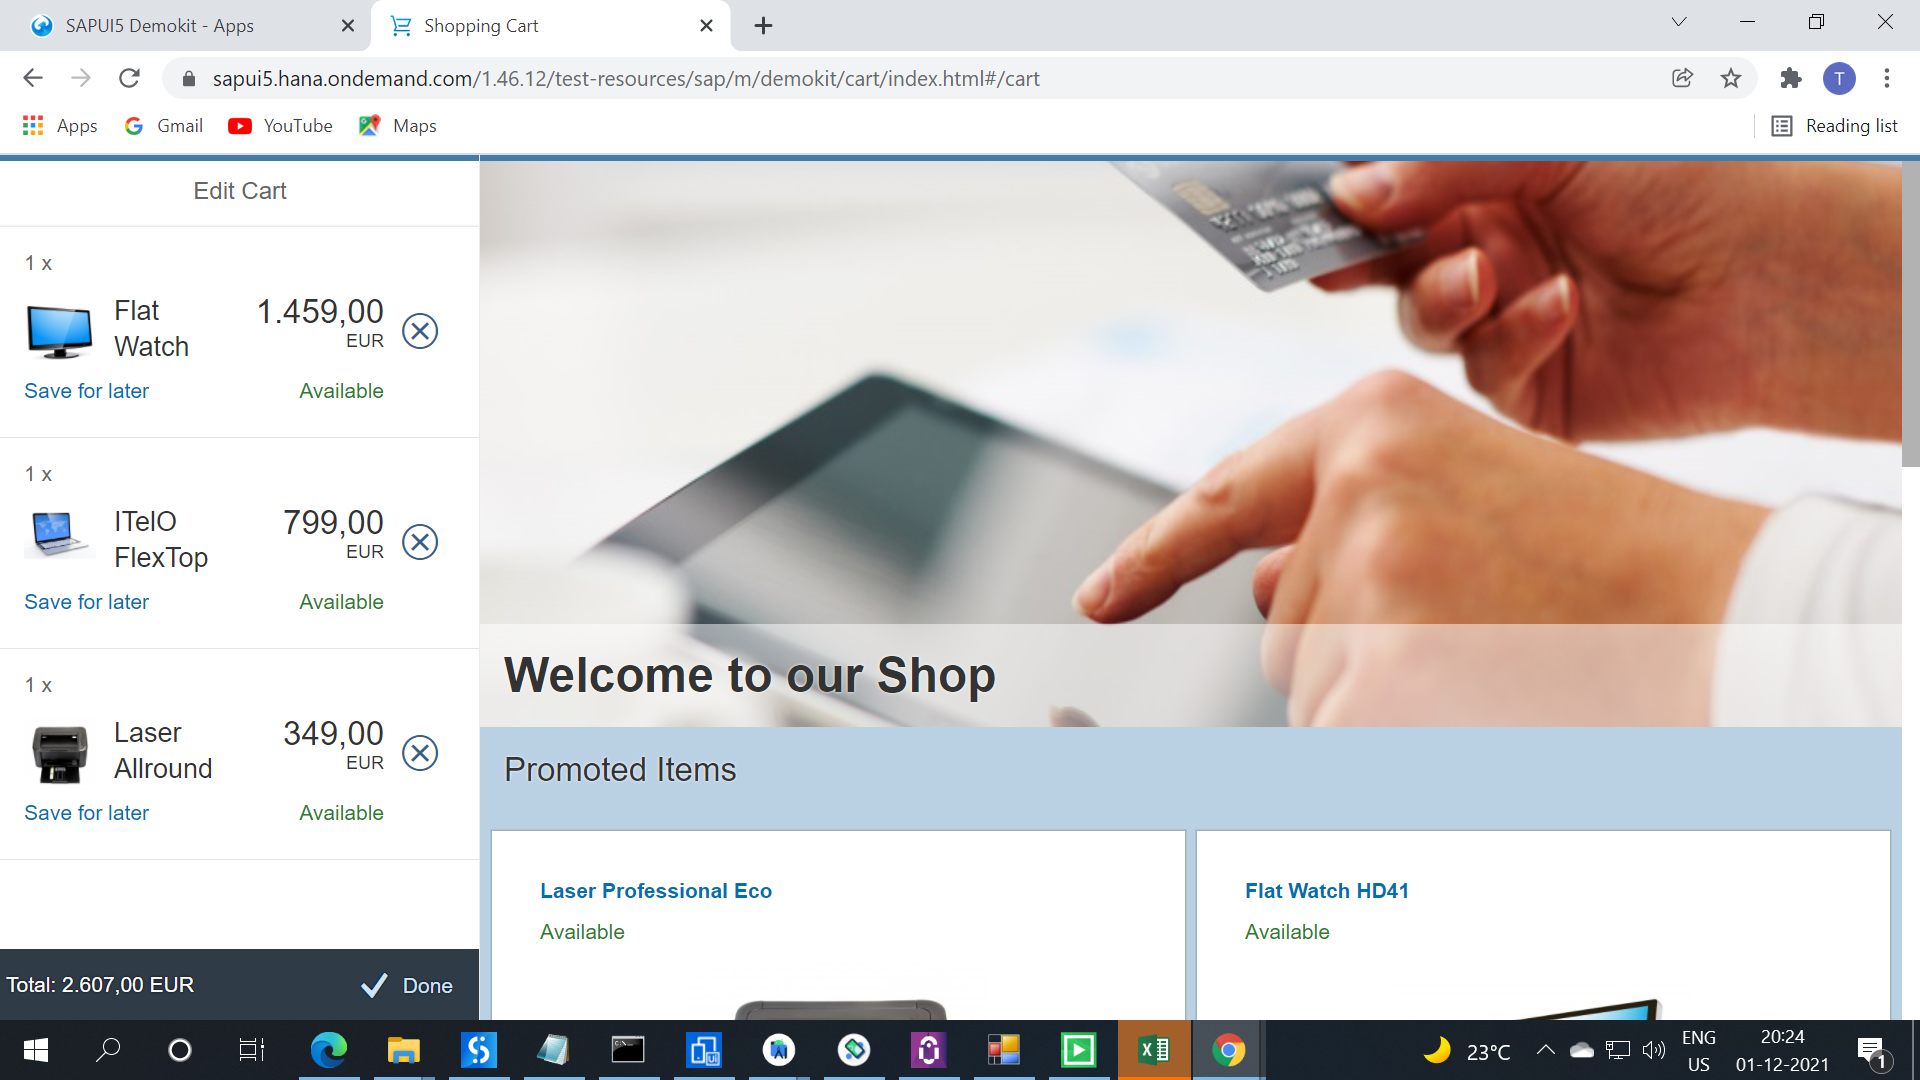 SAPUI5 Demokit - Apps
Shopping Cart
sapui5.hana.ondemand.com/1.46.12/test-resources/sap/m/demokit/cart/index.html#/cart
T
Apps
Gmail
YouTube
Maps
Reading list
Edit Cart
1 x
Flat
Watch
1.459,00
EUR
Save for later
Available
1 x
ITelO
FlexTop
799,00
EUR
Save for later
Available
1 x
Laser
Allround
349,00
EUR
Save for later
Available
Total: 2.607,00 EUR
Done
Welcome to our Shop
Promoted Items
Laser Professional Eco
Available
Flat Watch HD41
Available
23°C
ENG
US
20:24
01-12-2021
1